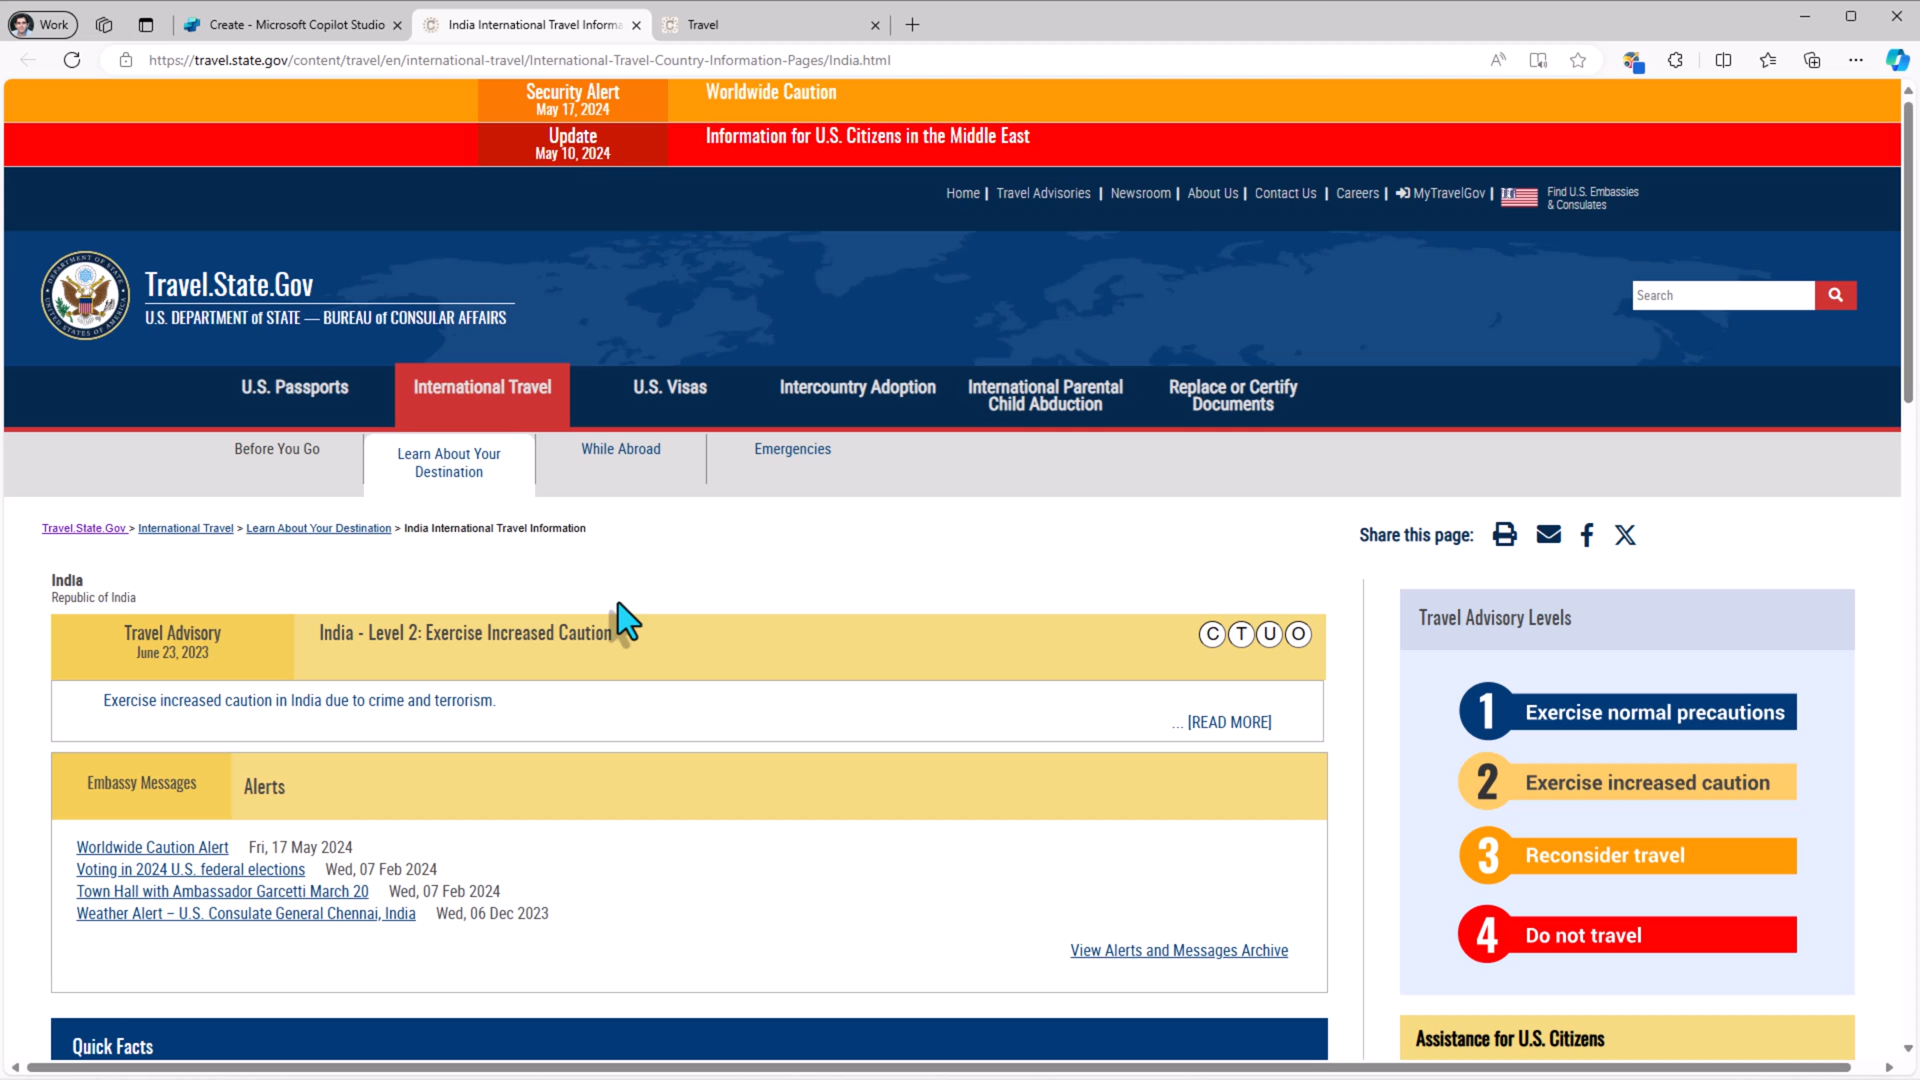 Work
Create - Microsoft Copilot Studio
India International Travel Informa
Travel
https://travel.state.gov/content/travel/en/international-travel/International-Travel-Country-Information-Pages/India.html
Security Alert
May 17, 2024
Worldwide Caution
Update
May 10, 2024
Information for U.S. Citizens in the Middle East
Home | Travel Advisories | Newsroom | About Us | Contact Us | Careers | MyTravelGov |
Find U.S. Embassies
& Consulates
Travel.State.Gov
U.S. DEPARTMENT of STATE — BUREAU of CONSULAR AFFAIRS
Search
U.S. Passports
International Travel
U.S. Visas
Intercountry Adoption
International Parental
Child Abduction
Replace or Certify
Documents
Before You Go
Learn About Your
Destination
While Abroad
Emergencies
Travel.State.Gov > International Travel > Learn About Your Destination > India International Travel Information
Share this page:
India
Republic of India
Travel Advisory
June 23, 2023
India - Level 2: Exercise Increased Caution
C T U O
Exercise increased caution in India due to crime and terrorism.
... [READ MORE]
Embassy Messages
Alerts
Worldwide Caution Alert Fri, 17 May 2024
Voting in 2024 U.S. federal elections Wed, 07 Feb 2024
Town Hall with Ambassador Garcetti March 20 Wed, 07 Feb 2024
Weather Alert – U.S. Consulate General Chennai, India Wed, 06 Dec 2023
View Alerts and Messages Archive
Quick Facts
Travel Advisory Levels
1 Exercise normal precautions
2 Exercise increased caution
3 Reconsider travel
4 Do not travel
Assistance for U.S. Citizens